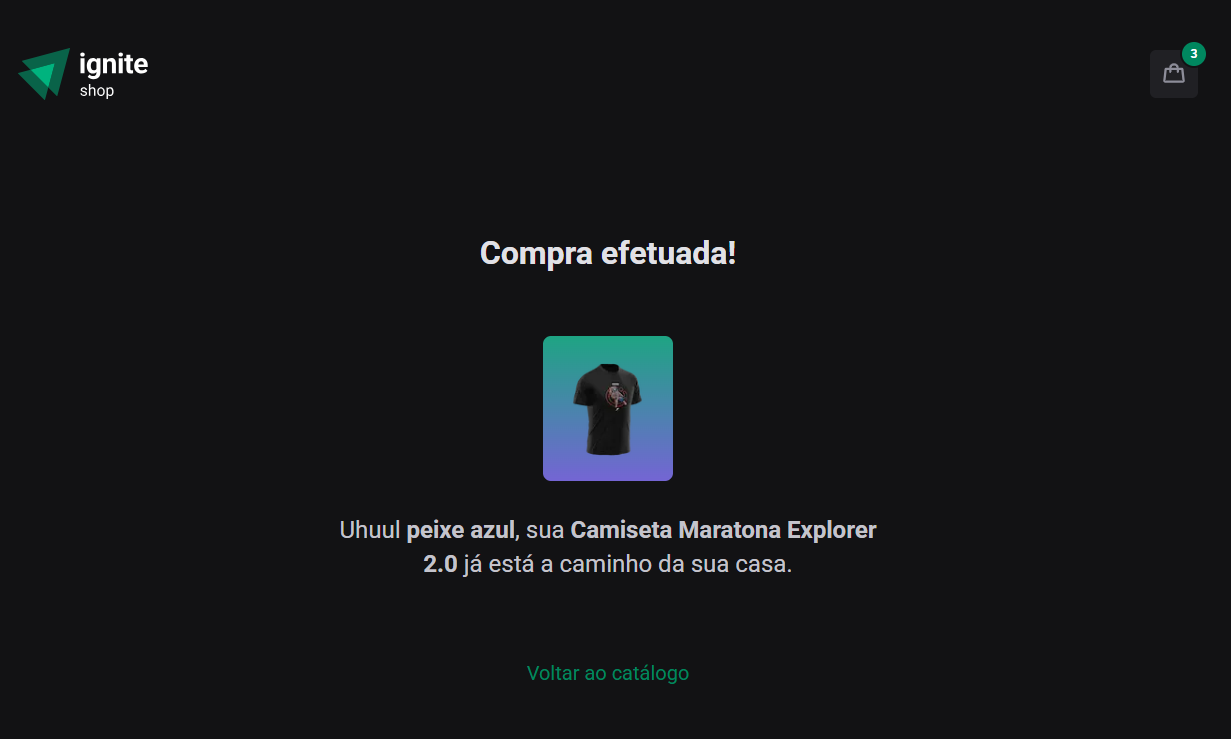 ignite
shop
3
Compra efetuada!
Uhuul peixe azul, sua Camiseta Maratona Explorer
2.0 já está a caminho da sua casa.
Voltar ao catálogo